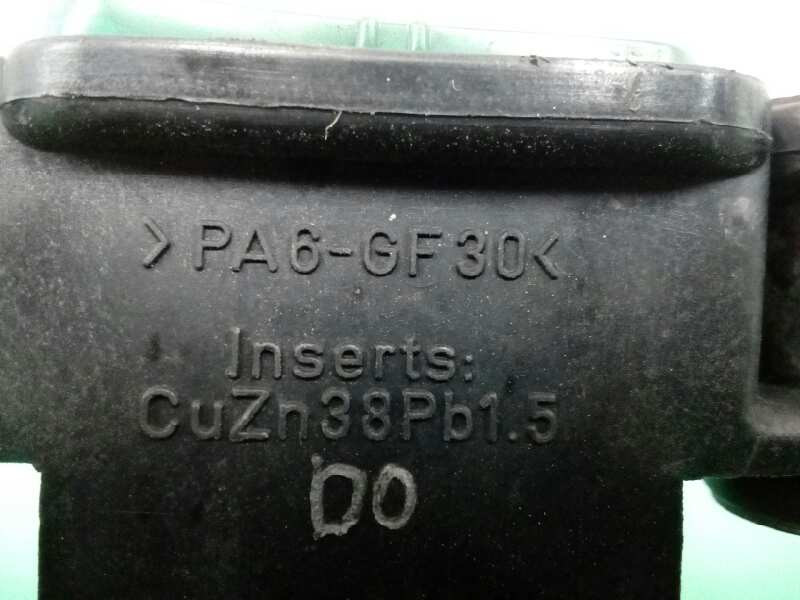 >PA6-GF30<
Inserts:
CuZn38Pb1.5
DO